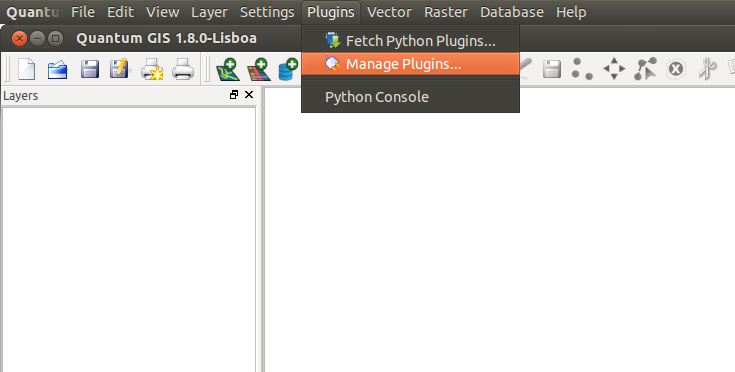 Quantu File Edit View Layer Settings Plugins Vector Raster Database Help
Quantum GIS 1.8.0-Lisboa
Fetch Python Plugins...
Manage Plugins...
Python Console
Layers